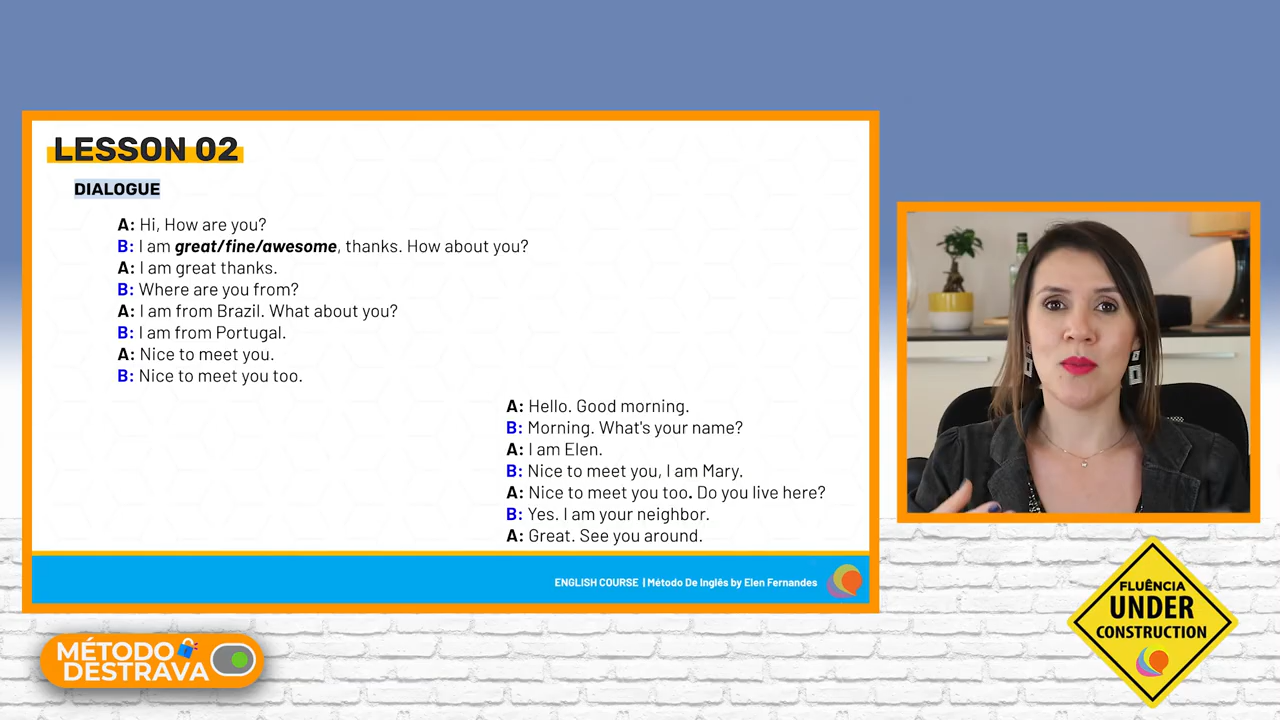 LESSON 02
DIALOGUE
A: Hi, How are you?
B: I am great/fine/awesome, thanks. How about you?
A: I am great thanks.
B: Where are you from?
A: I am from Brazil. What about you?
B: I am from Portugal.
A: Nice to meet you.
B: Nice to meet you too.
A: Hello. Good morning.
B: Morning. What's your name?
A: I am Elen.
B: Nice to meet you, I am Mary.
A: Nice to meet you too. Do you live here?
B: Yes. I am your neighbor.
A: Great. See you around.
ENGLISH COURSE | Método De Inglês by Elen Fernandes
MÉTODO
DESTRAVA
FLUÊNCIA
UNDER
CONSTRUCTION